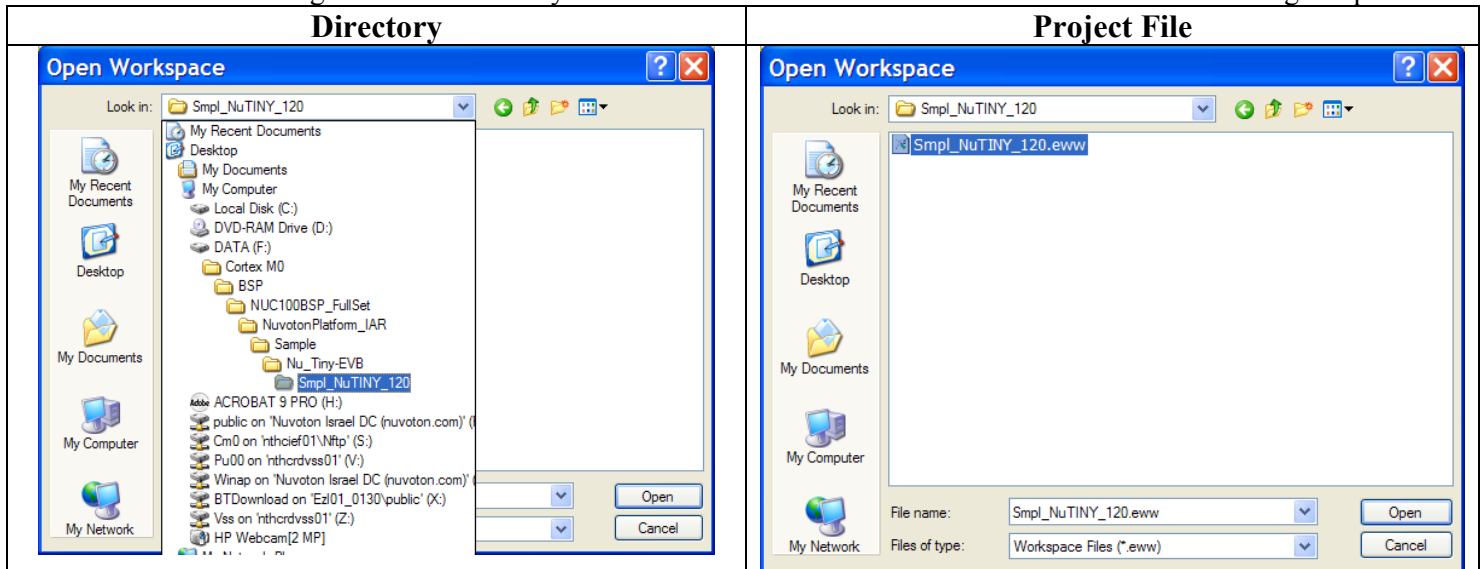 Directory
Project File
Open Workspace
Look in:
Smpl_NuTINY_120
My Recent Documents
Desktop
My Documents
My Computer
Local Disk (C:)
DVD-RAM Drive (D:)
DATA (F:)
Cortex M0
BSP
NUC100BSP_FullSet
NuvotonPlatform_IAR
Sample
Nu_Tiny-EVB
Smpl_NuTINY_120
Adobe ACROBAT 9 PRO (H:)
public on 'Nuvoton Israel DC (nuvoton.com)' (
Cm0 on 'nthcief01\Nftp' (S:)
Pu00 on 'nthcrdvss01' (V:)
Winap on 'Nuvoton Israel DC (nuvoton.com)' (
BTDownload on 'Ezl01_0130\public' (X:)
Vss on 'nthcrdvss01' (Z:)
HP Webcam[2 MP]
My Recent
Documents
Desktop
My Documents
My Computer
My Network
Open
Cancel
Open Workspace
Look in:
Smpl_NuTINY_120
Smpl_NuTINY_120.eww
My Recent
Documents
Desktop
My Documents
My Computer
My Network
File name:
Smpl_NuTINY_120.eww
Open
Files of type:
Workspace Files (*.eww)
Cancel